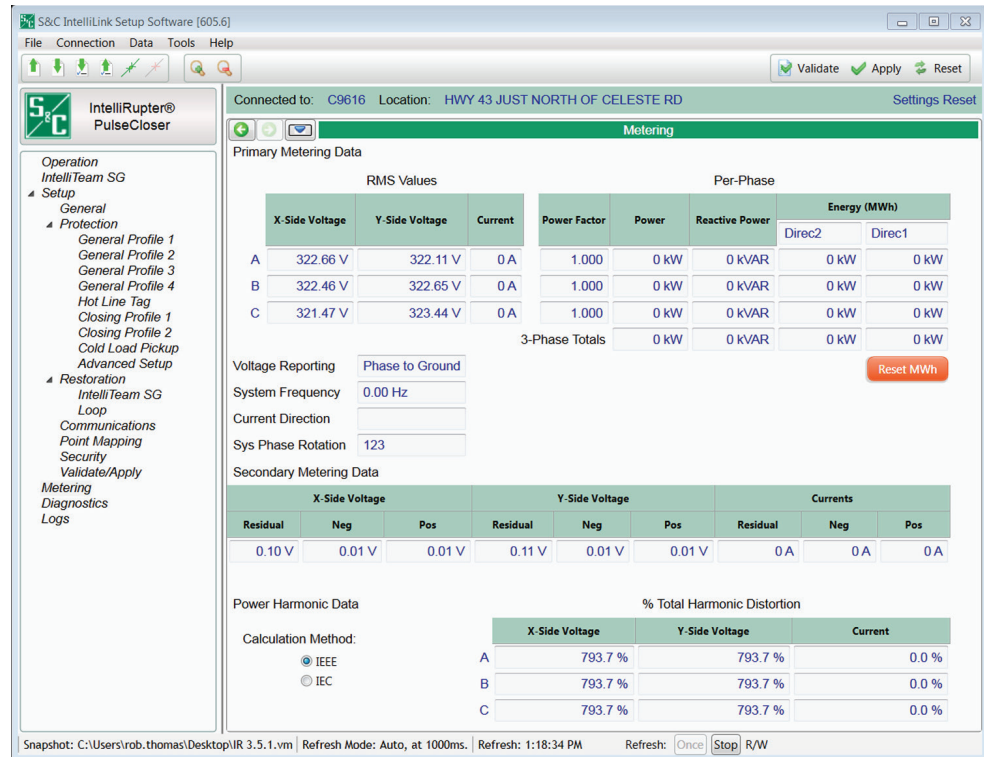 S&C IntelliLink Setup Software [605.6]
File Connection Data Tools Help
Validate Apply Reset
S&C
IntelliRupter®
PulseCloser
Operation
IntelliTeam SG
Setup
General
Protection
General Profile 1
General Profile 2
General Profile 3
General Profile 4
Hot Line Tag
Closing Profile 1
Closing Profile 2
Cold Load Pickup
Advanced Setup
Restoration
IntelliTeam SG
Loop
Communications
Point Mapping
Security
Validate/Apply
Metering
Diagnostics
Logs
Connected to: C9616 Location: HWY 43 JUST NORTH OF CELESTE RD Settings Reset
Metering
Primary Metering Data
RMS Values Per-Phase
X-Side Voltage Y-Side Voltage Current Power Factor Power Reactive Power Energy (MWh)
Direc2 Direc1
A 322.66 V 322.11 V 0 A 1.000 0 kW 0 kVAR 0 kW 0 kW
B 322.46 V 322.65 V 0 A 1.000 0 kW 0 kVAR 0 kW 0 kW
C 321.47 V 323.44 V 0 A 1.000 0 kW 0 kVAR 0 kW 0 kW
3-Phase Totals 0 kW 0 kVAR 0 kW 0 kW
Voltage Reporting Phase to Ground Reset MWh
System Frequency 0.00 Hz
Current Direction
Sys Phase Rotation 123
Secondary Metering Data
X-Side Voltage Y-Side Voltage Currents
Residual Neg Pos Residual Neg Pos Residual Neg Pos
0.10 V 0.01 V 0.01 V 0.11 V 0.01 V 0.01 V 0 A 0 A 0 A
Power Harmonic Data % Total Harmonic Distortion
Calculation Method: X-Side Voltage Y-Side Voltage Current
IEEE A 793.7 % 793.7 % 0.0 %
IEC B 793.7 % 793.7 % 0.0 %
C 793.7 % 793.7 % 0.0 %
Snapshot: C:\Users\rob.thomas\Desktop\IR 3.5.1.vm Refresh Mode: Auto, at 1000ms. Refresh: 1:18:34 PM Refresh: Once Stop R/W